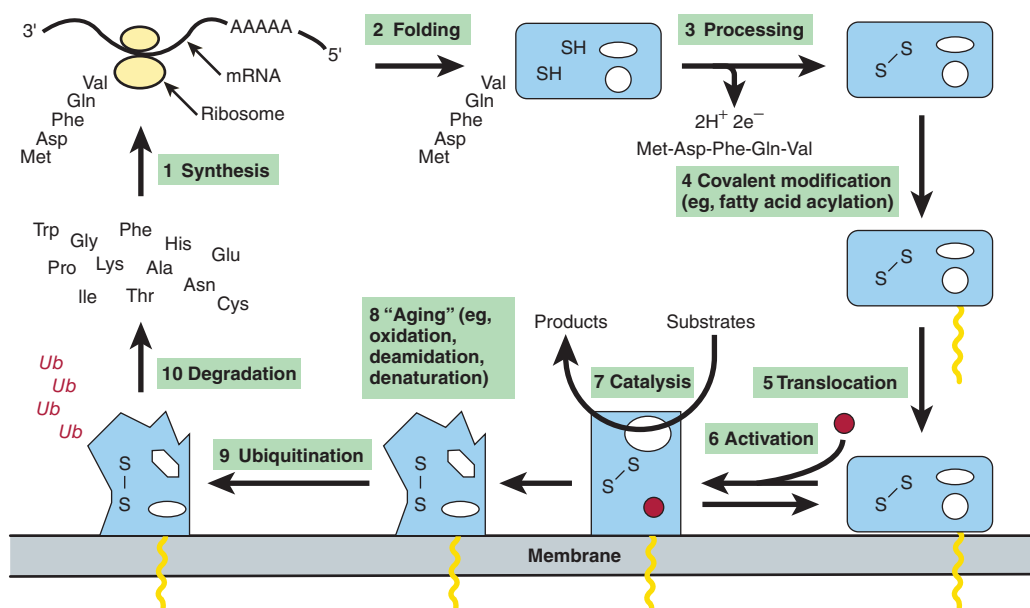 3'
AAAAA
5'
mRNA
Ribosome
Val
Gln
Phe
Asp
Met
2 Folding
Val
Gln
Phe
Asp
Met
SH
SH
3 Processing
2H+ 2e−
Met-Asp-Phe-Gln-Val
S
S
4 Covalent modification
(eg, fatty acid acylation)
S
S
5 Translocation
S
S
6 Activation
7 Catalysis
Substrates
Products
S
S
8 “Aging” (eg,
oxidation,
deamidation,
denaturation)
S
S
9 Ubiquitination
Ub
Ub
Ub
Ub
S
S
10 Degradation
Trp
Gly
Phe
His
Glu
Pro
Lys
Ala
Asn
Ile
Thr
Cys
1 Synthesis
Membrane